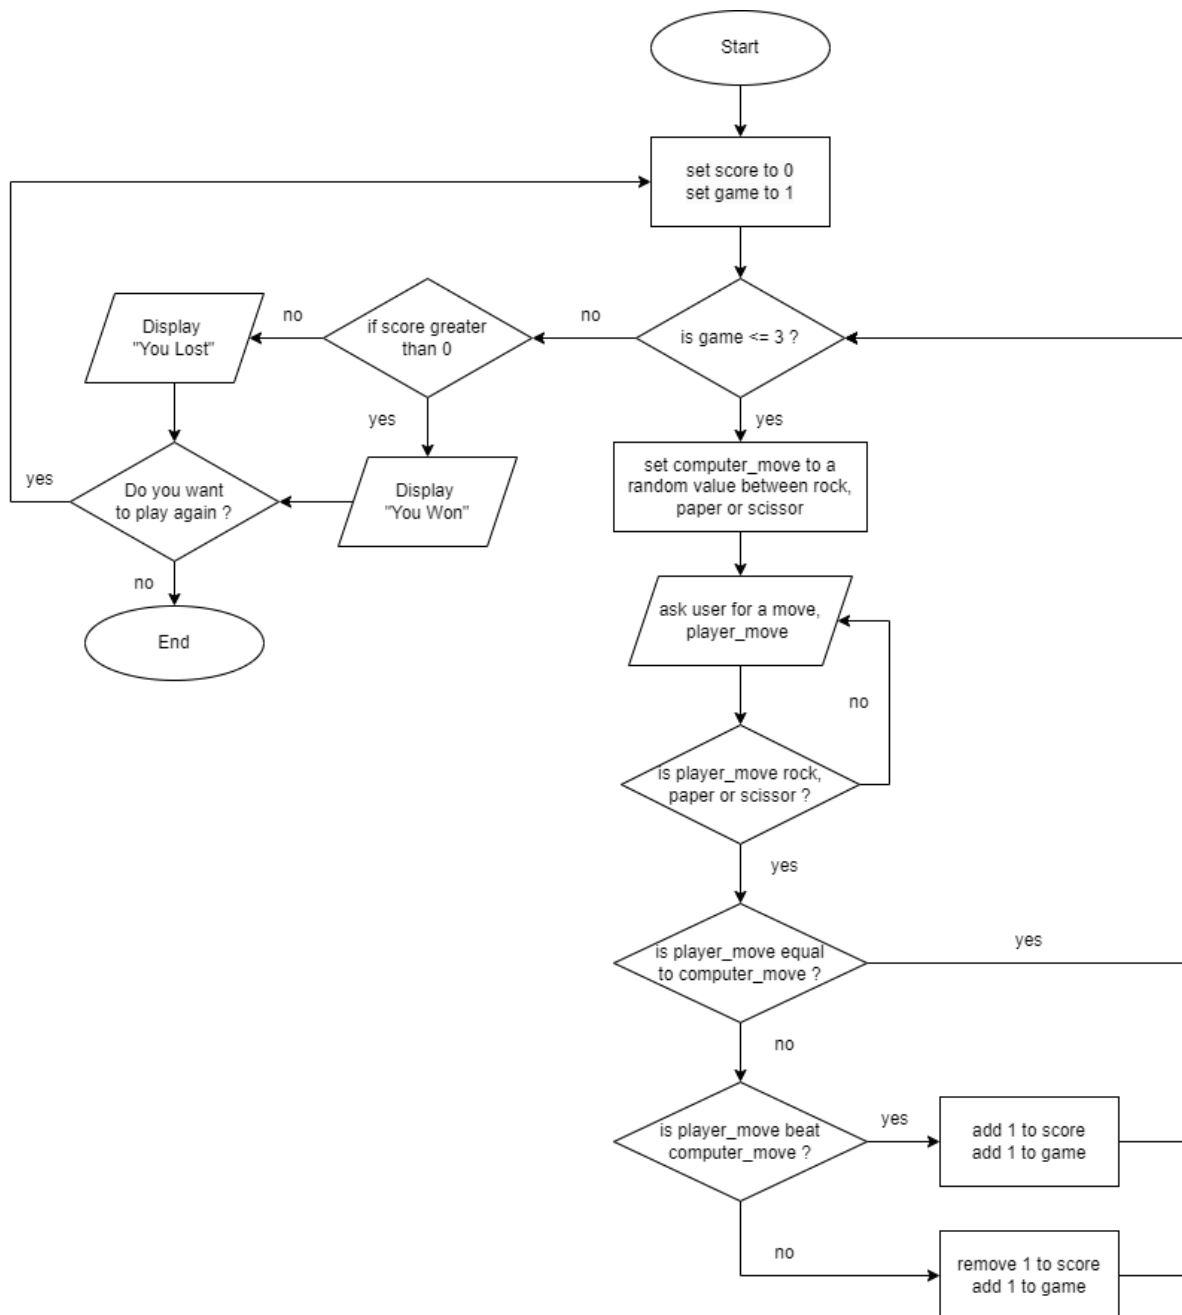 Start
set score to 0
set game to 1
is game <= 3 ?
no
if score greater
than 0
no
Display
"You Lost"
yes
Display
"You Won"
Do you want
to play again ?
yes
no
End
yes
set computer_move to a
random value between rock,
paper or scissor
ask user for a move,
player_move
no
is player_move rock,
paper or scissor ?
yes
is player_move equal
to computer_move ?
yes
no
is player_move beat
computer_move ?
yes
add 1 to score
add 1 to game
no
remove 1 to score
add 1 to game